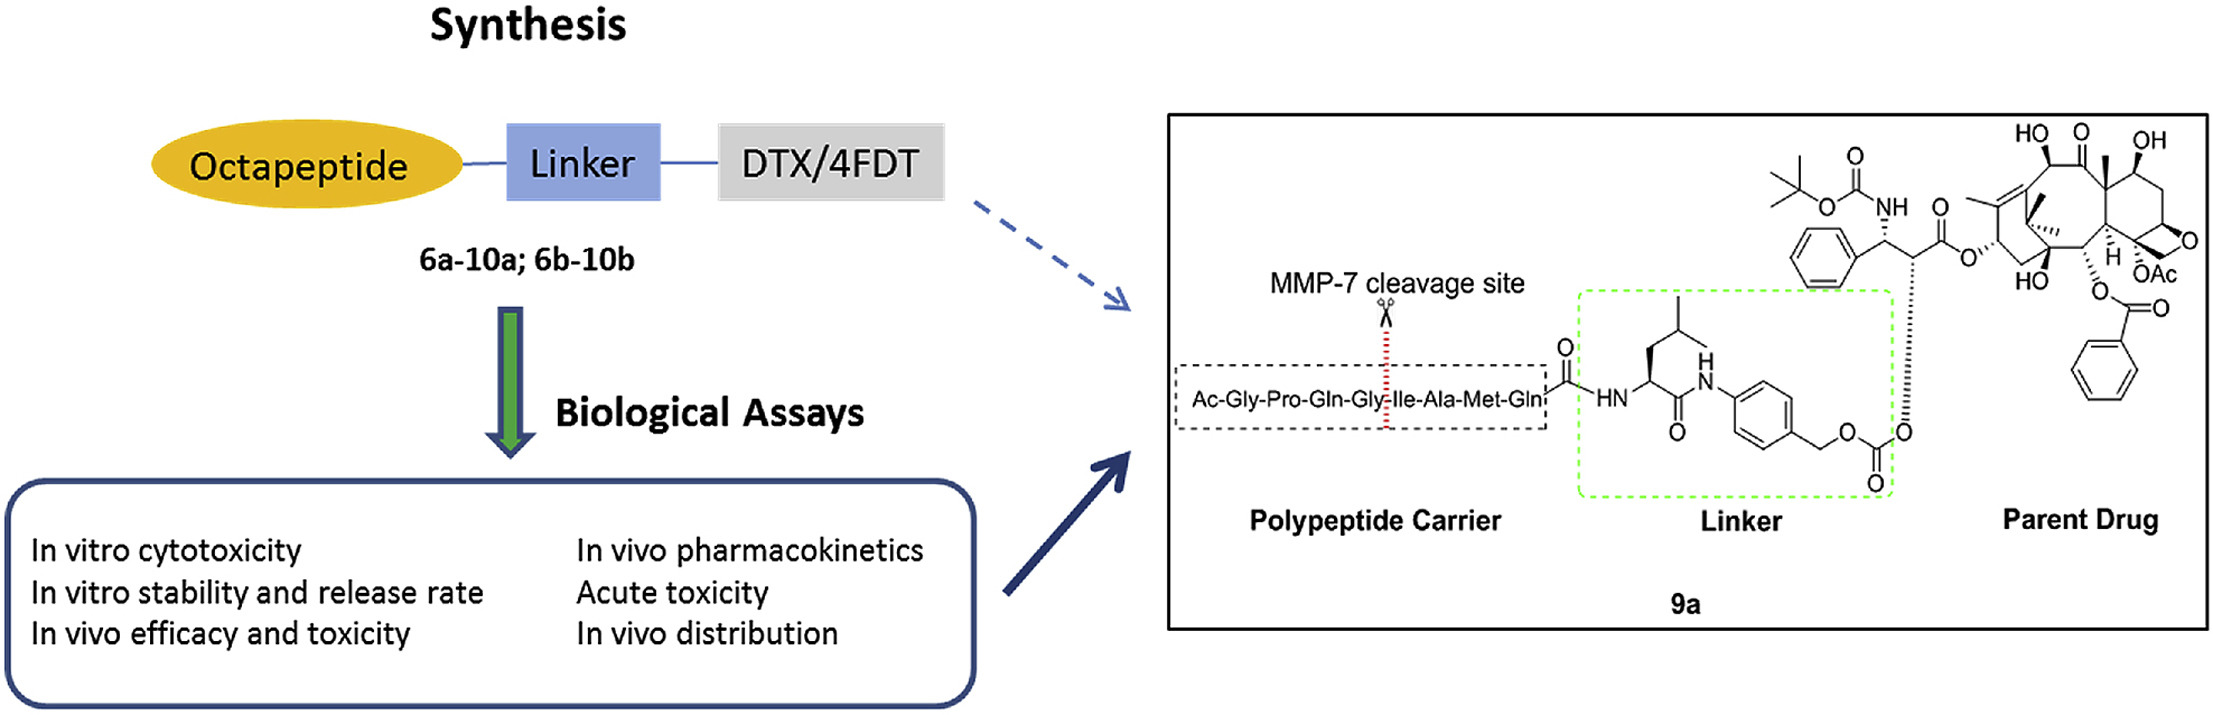 Synthesis
Octapeptide
Linker
DTX/4FDT
6a-10a; 6b-10b
Biological Assays
In vitro cytotoxicity
In vitro stability and release rate
In vivo efficacy and toxicity
In vivo pharmacokinetics
Acute toxicity
In vivo distribution
MMP-7 cleavage site
Ac-Gly-Pro-Gln-Gly-Ile-Ala-Met-Gln
O
HN
O
H
N
O
O
O
O
O
NH
O
O
O
HO
O
OH
HO
H
O
OAc
O
O
Polypeptide Carrier
Linker
Parent Drug
9a